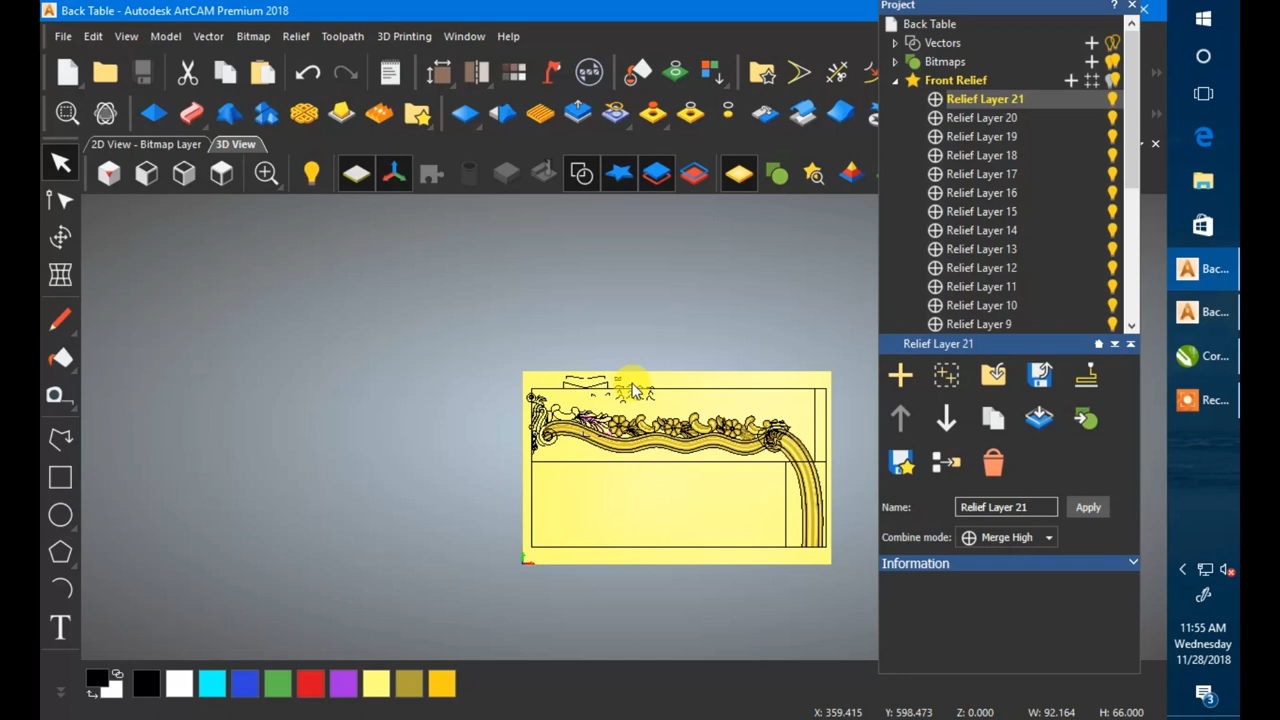 Back Table - Autodesk ArtCAM Premium 2018
Project
?
File Edit View Model Vector Bitmap Relief Toolpath 3D Printing Window Help
Back Table
Vectors
Bitmaps
Front Relief
Relief Layer 21
Relief Layer 20
Relief Layer 19
Relief Layer 18
Relief Layer 17
Relief Layer 16
Relief Layer 15
Relief Layer 14
Relief Layer 13
Relief Layer 12
Relief Layer 11
Relief Layer 10
Relief Layer 9
2D View - Bitmap Layer
3D View
Relief Layer 21
Name: Relief Layer 21 Apply
Combine mode: Merge High
Information
T
X: 359.415 Y: 598.473 Z: 0.000 W: 92.164 H: 66.000
Bac...
Bac...
Cor...
Rec...
11:55 AM
Wednesday
11/28/2018
3